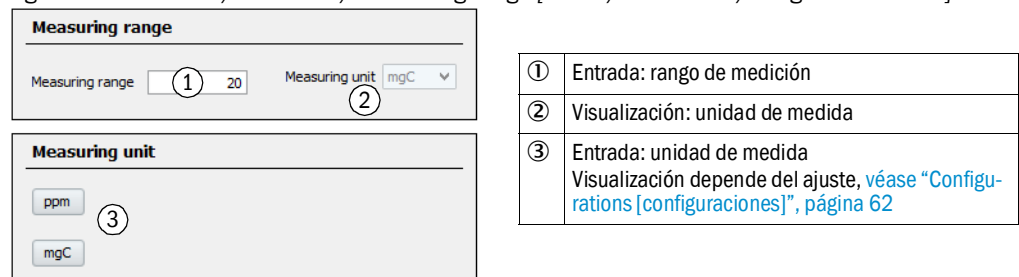 Measuring range
Measuring range ① 20 Measuring unit mgC
②
Measuring unit
ppm
③
mgC
① Entrada: rango de medición
② Visualización: unidad de medida
③ Entrada: unidad de medida
Visualización depende del ajuste, véase “Configu-
rations [configuraciones]”, página 62